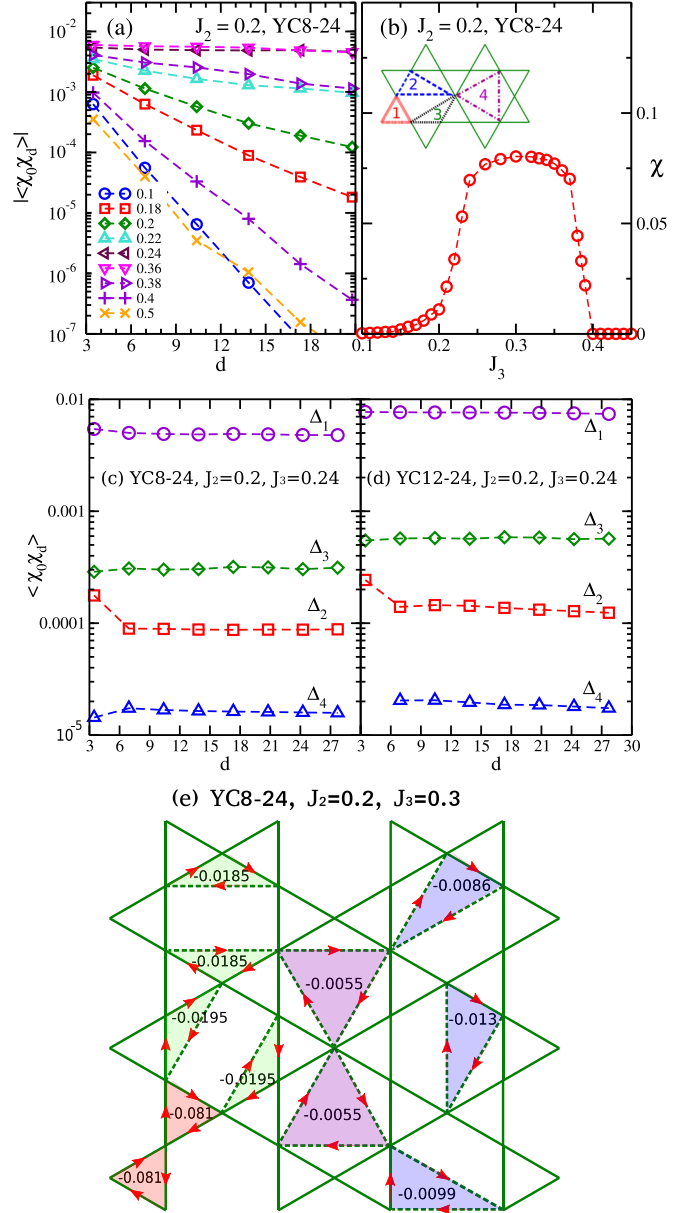 (a) J2 = 0.2, YC8-24
10^-2
10^-3
10^-4
10^-5
10^-6
10^-7
|<χ0χd>|
0.1
0.18
0.2
0.22
0.24
0.36
0.38
0.4
0.5
3 6 9 12 15 18
d
(b) J2 = 0.2, YC8-24
1
2
3
4
0.1
0.05
0
χ
0.1 0.2 0.3 0.4
J3
0.01
0.001
0.0001
10^-5
<χ0χd>
Δ1
(c) YC8-24, J2=0.2, J3=0.24
Δ3
Δ2
Δ4
3 6 9 12 15 18 21 24 27
d
Δ1
(d) YC12-24, J2=0.2, J3=0.24
Δ3
Δ2
Δ4
3 6 9 12 15 18 21 24 27 30
d
(e) YC8-24, J2=0.2, J3=0.3
-0.0185
-0.0086
-0.0185
-0.0055
-0.0195
-0.013
-0.0195
-0.081
-0.0055
-0.081
-0.0099